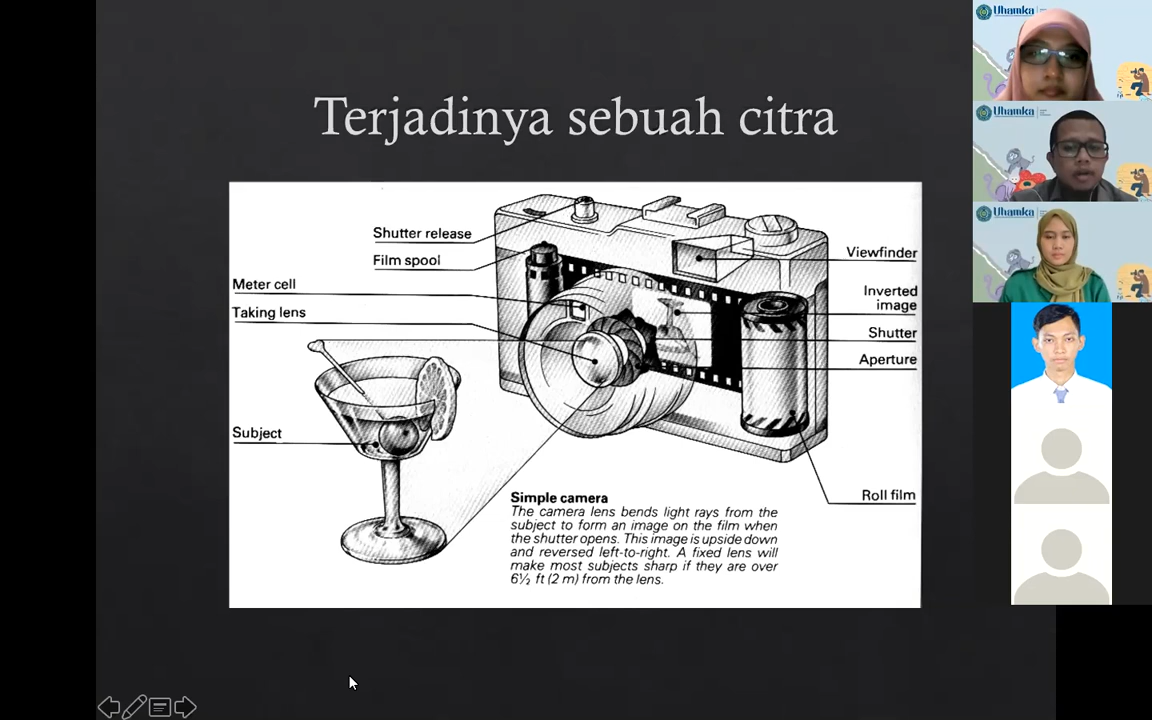 Terjadinya sebuah citra
Shutter release
Film spool
Meter cell
Taking lens
Subject
Viewfinder
Inverted
image
Shutter
Aperture
Roll film
Simple camera
The camera lens bends light rays from the
subject to form an image on the film when
the shutter opens. This image is upside down
and reversed left-to-right. A fixed lens will
make most subjects sharp if they are over
6½ ft (2 m) from the lens.
Uhamka
Uhamka
Uhamka